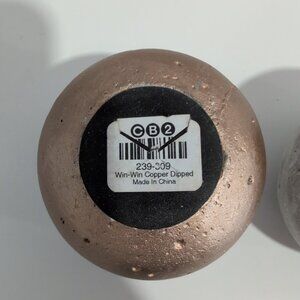 CB2
239-309
Win-Win Copper Dipped
Made In China